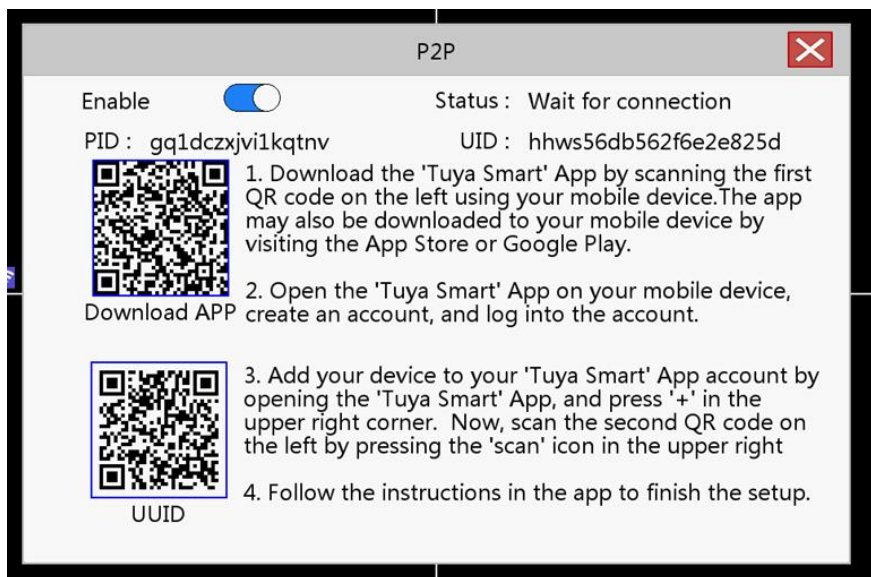 P2P
Enable
Status : Wait for connection
PID : gq1dczxjvi1kqtnv
UID : hhws56db562f6e2e825d
1. Download the 'Tuya Smart' App by scanning the first
QR code on the left using your mobile device.The app
may also be downloaded to your mobile device by
visiting the App Store or Google Play.
Download APP
2. Open the 'Tuya Smart' App on your mobile device,
create an account, and log into the account.
3. Add your device to your 'Tuya Smart' App account by
opening the 'Tuya Smart' App, and press '+' in the
upper right corner.  Now, scan the second QR code on
the left by pressing the 'scan' icon in the upper right
4. Follow the instructions in the app to finish the setup.
UUID